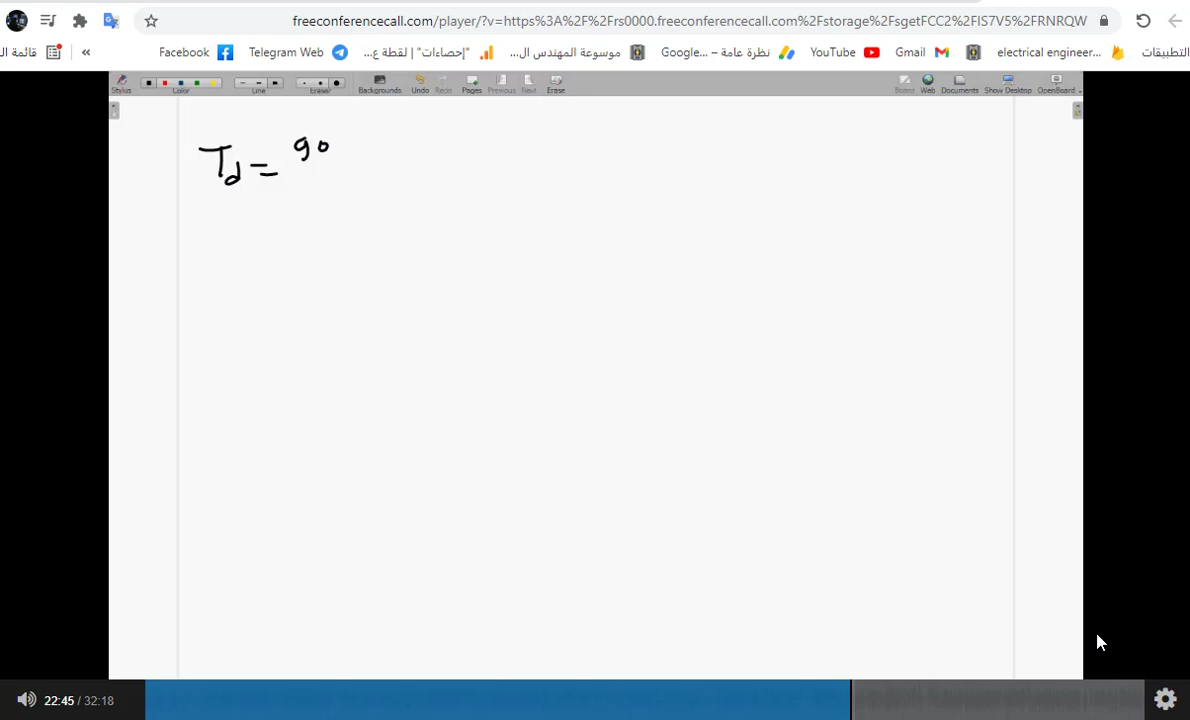 freeconferencecall.com/player/?v=https%3A%2F%2Frs0000.freeconferencecall.com%2Fstorage%2FsgetFCC2%2FIS7V5%2FRNRQW
Facebook Telegram Web لقطة ع... | "إحصاءات" موسوعة المهندس ال... نظرة عامة – Google... YouTube Gmail electrical engineer... التطبيقات
قائمة ال
Stylus Color Line Eraser Backgrounds Undo Redo Pages Previous Next Erase Board Web Documents Show Desktop OpenBoard
Td = 90
22:45 / 32:18